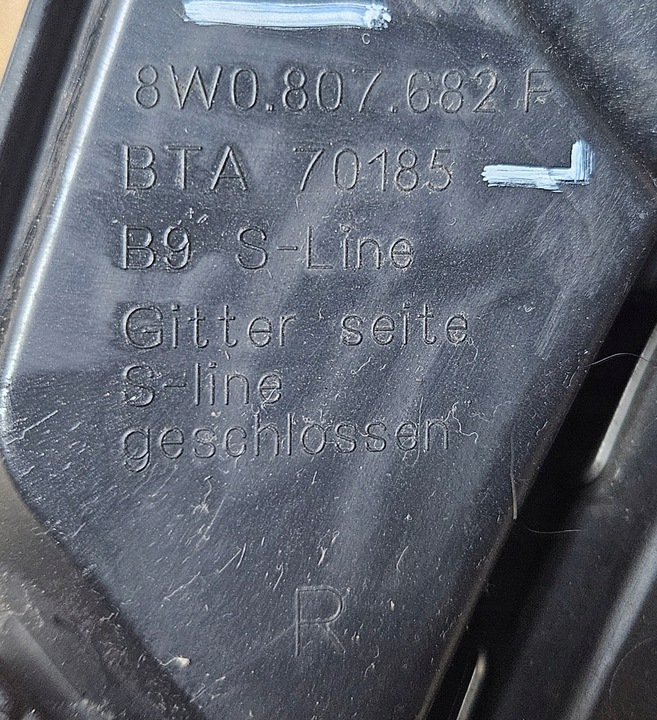 8W0.807.682 F
BTA 70185
B9 S-Line
Gitter seite
S-line
geschlossen
R